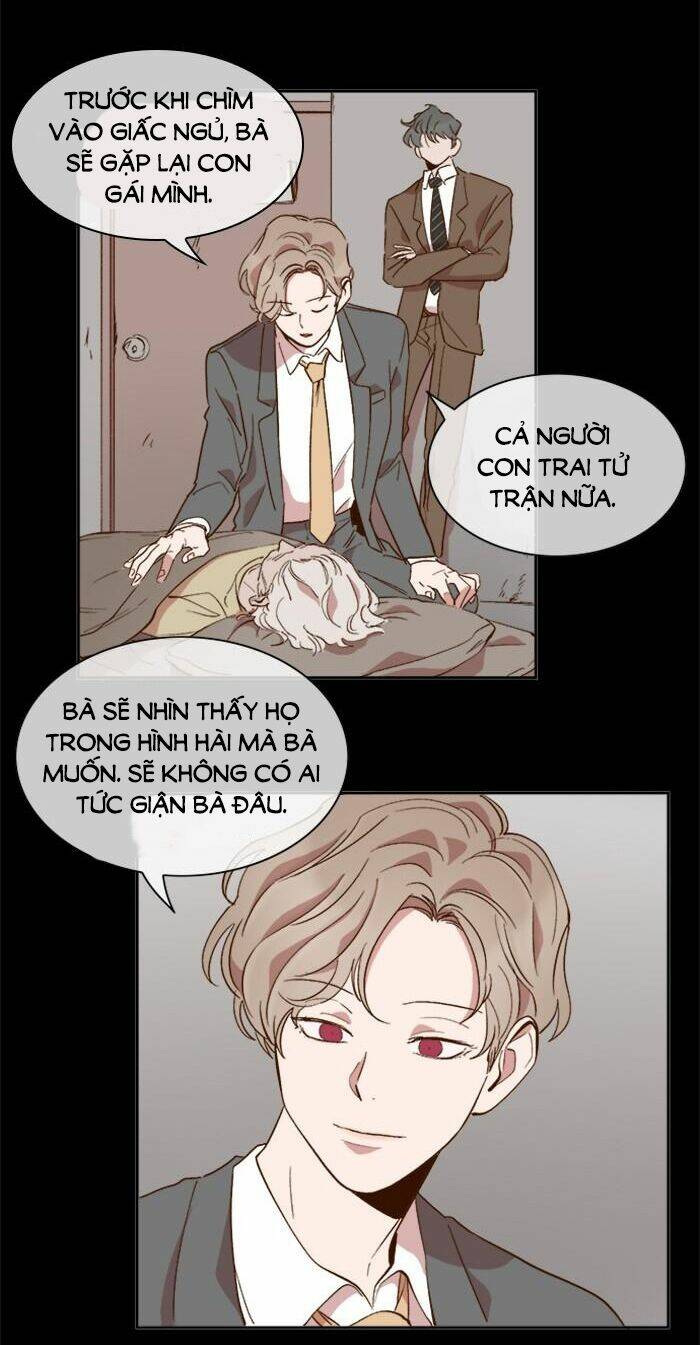 TRƯỚC KHI CHÌM
VÀO GIẤC NGỦ, BÀ
SẼ GẶP LẠI CON
GÁI MÌNH.
CẢ NGƯỜI
CON TRAI TỬ
TRẬN NỮA.
BÀ SẼ NHÌN THẤY HỌ
TRONG HÌNH HÀI MÀ BÀ
MUỐN. SẼ KHÔNG CÓ AI
TỨC GIẬN BÀ ĐÂU.